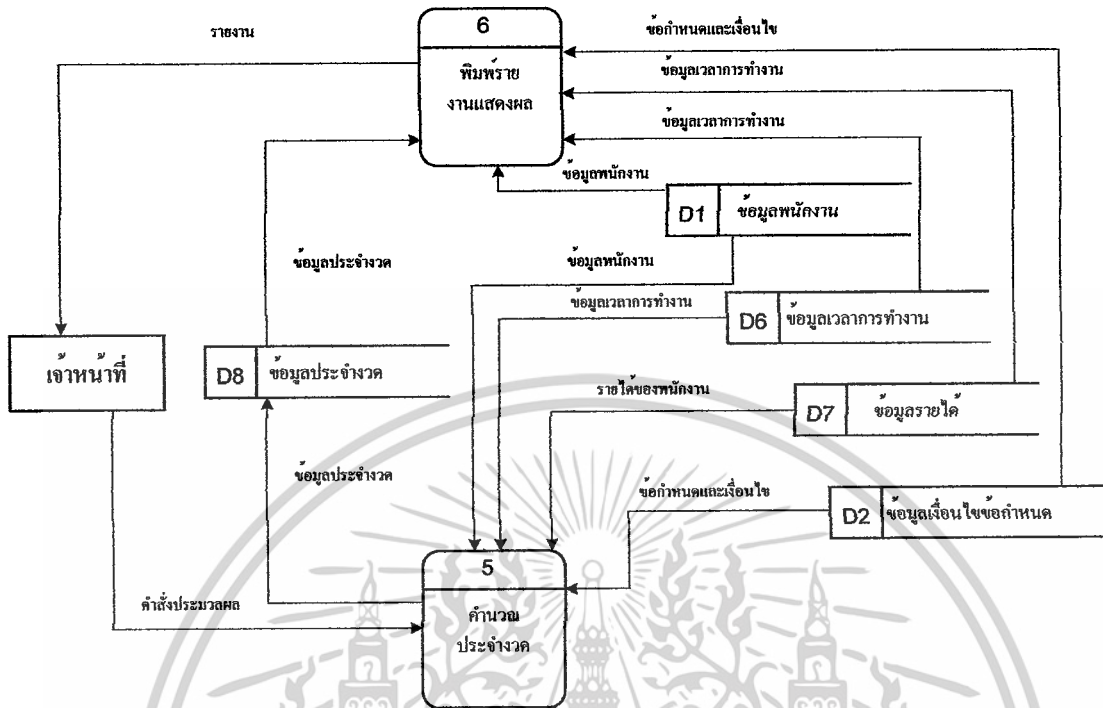 รายงาน
6
ข้อกำหนดและเงื่อนไข
พิมพ์ราย
งานแสดงผล
ข้อมูลเวลาการทำงาน
ข้อมูลเวลาการทำงาน
ข้อมูลพนักงาน
D1 ข้อมูลพนักงาน
ข้อมูลประจำงวด
ข้อมูลพนักงาน
ข้อมูลเวลาการทำงาน
D6 ข้อมูลเวลาการทำงาน
เจ้าหน้าที่
D8 ข้อมูลประจำงวด
รายได้ของพนักงาน
D7 ข้อมูลรายได้
ข้อมูลประจำงวด
ข้อกำหนดและเงื่อนไข
D2 ข้อมูลเงื่อนไขข้อกำหนด
5
คำสั่งประมวลผล
คำนวณ
ประจำงวด